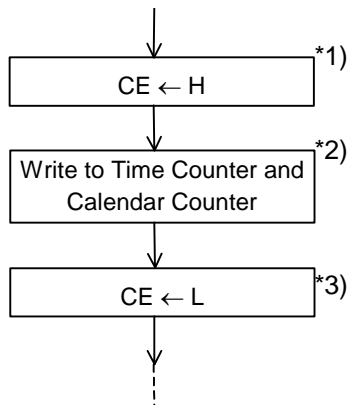 *1)
CE ← H
*2)
Write to Time Counter and
Calendar Counter
*3)
CE ← L